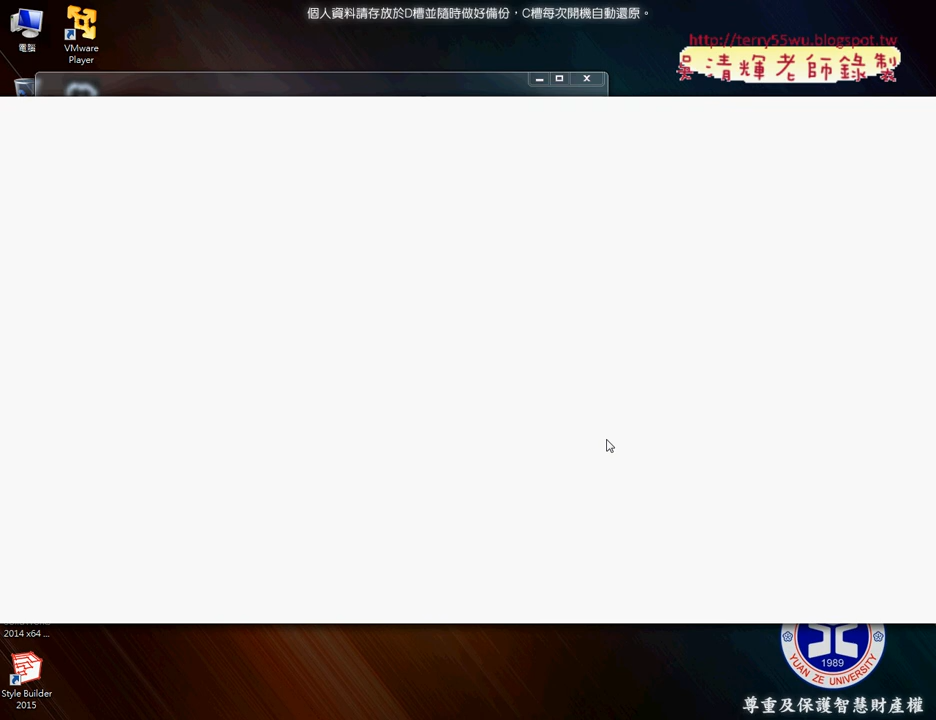 個人資料請存放於D槽並隨時做好備份，C槽每次開機自動還原。
http://terry55wu.blogspot.tw
吳清輝老師錄製
電腦
VMware
Player
2014 x64 ...
Style Builder
2015
1989
YUAN ZE UNIVERSITY
尊重及保護智慧財產權